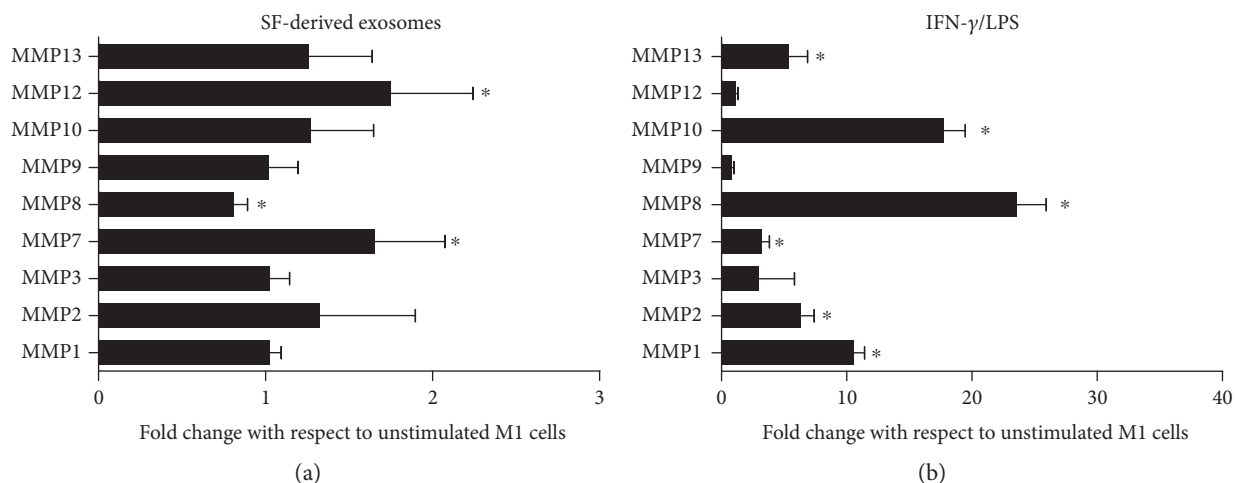 SF-derived exosomes
MMP13
MMP12
*
MMP10
MMP9
MMP8
*
MMP7
*
MMP3
MMP2
MMP1
0 1 2 3
Fold change with respect to unstimulated M1 cells
(a)
IFN-γ/LPS
MMP13
*
MMP12
MMP10
*
MMP9
MMP8
*
MMP7
*
MMP3
MMP2
*
MMP1
*
0 10 20 30 40
Fold change with respect to unstimulated M1 cells
(b)